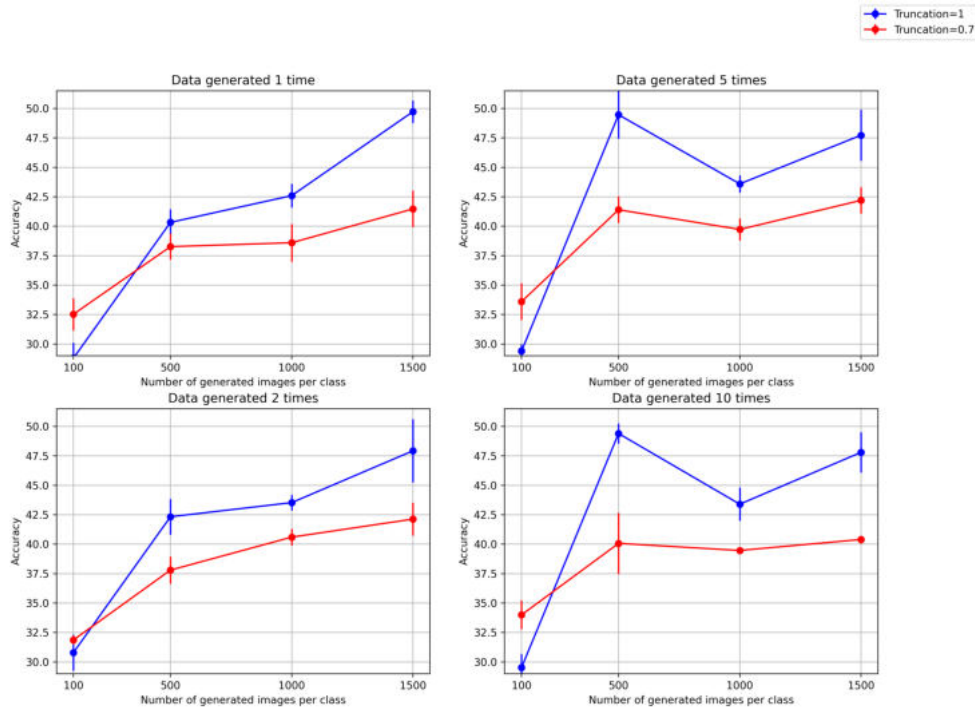 Truncation=1
Truncation=0.7
Data generated 1 time
50.0
47.5
45.0
42.5
40.0
37.5
35.0
32.5
30.0
Accuracy
100 500 1000 1500
Number of generated images per class
Data generated 5 times
50.0
47.5
45.0
42.5
40.0
37.5
35.0
32.5
30.0
Accuracy
100 500 1000 1500
Number of generated images per class
Data generated 2 times
50.0
47.5
45.0
42.5
40.0
37.5
35.0
32.5
30.0
Accuracy
100 500 1000 1500
Number of generated images per class
Data generated 10 times
50.0
47.5
45.0
42.5
40.0
37.5
35.0
32.5
30.0
Accuracy
100 500 1000 1500
Number of generated images per class